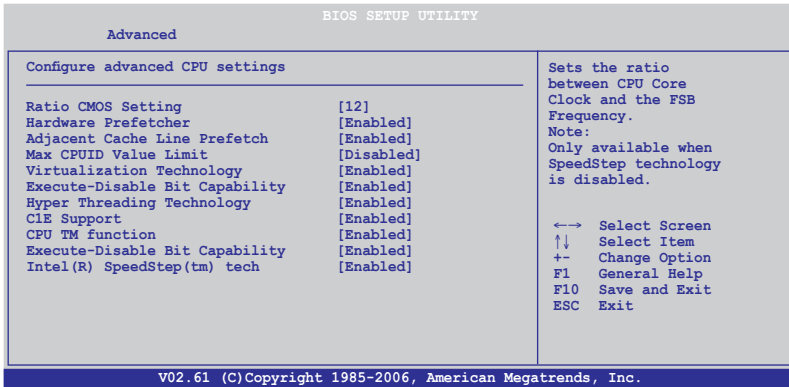 BIOS SETUP UTILITY
Advanced
Configure advanced CPU settings
Ratio CMOS Setting [12]
Hardware Prefetcher [Enabled]
Adjacent Cache Line Prefetch [Enabled]
Max CPUID Value Limit [Disabled]
Virtualization Technology [Enabled]
Execute-Disable Bit Capability [Enabled]
Hyper Threading Technology [Enabled]
C1E Support [Enabled]
CPU TM function [Enabled]
Execute-Disable Bit Capability [Enabled]
Intel(R) SpeedStep(tm) tech [Enabled]
Sets the ratio
between CPU Core
Clock and the FSB
Frequency.
Note:
Only available when
SpeedStep technology
is disabled.
←→ Select Screen
↑↓ Select Item
+- Change Option
F1 General Help
F10 Save and Exit
ESC Exit
V02.61 (C)Copyright 1985-2006, American Megatrends, Inc.